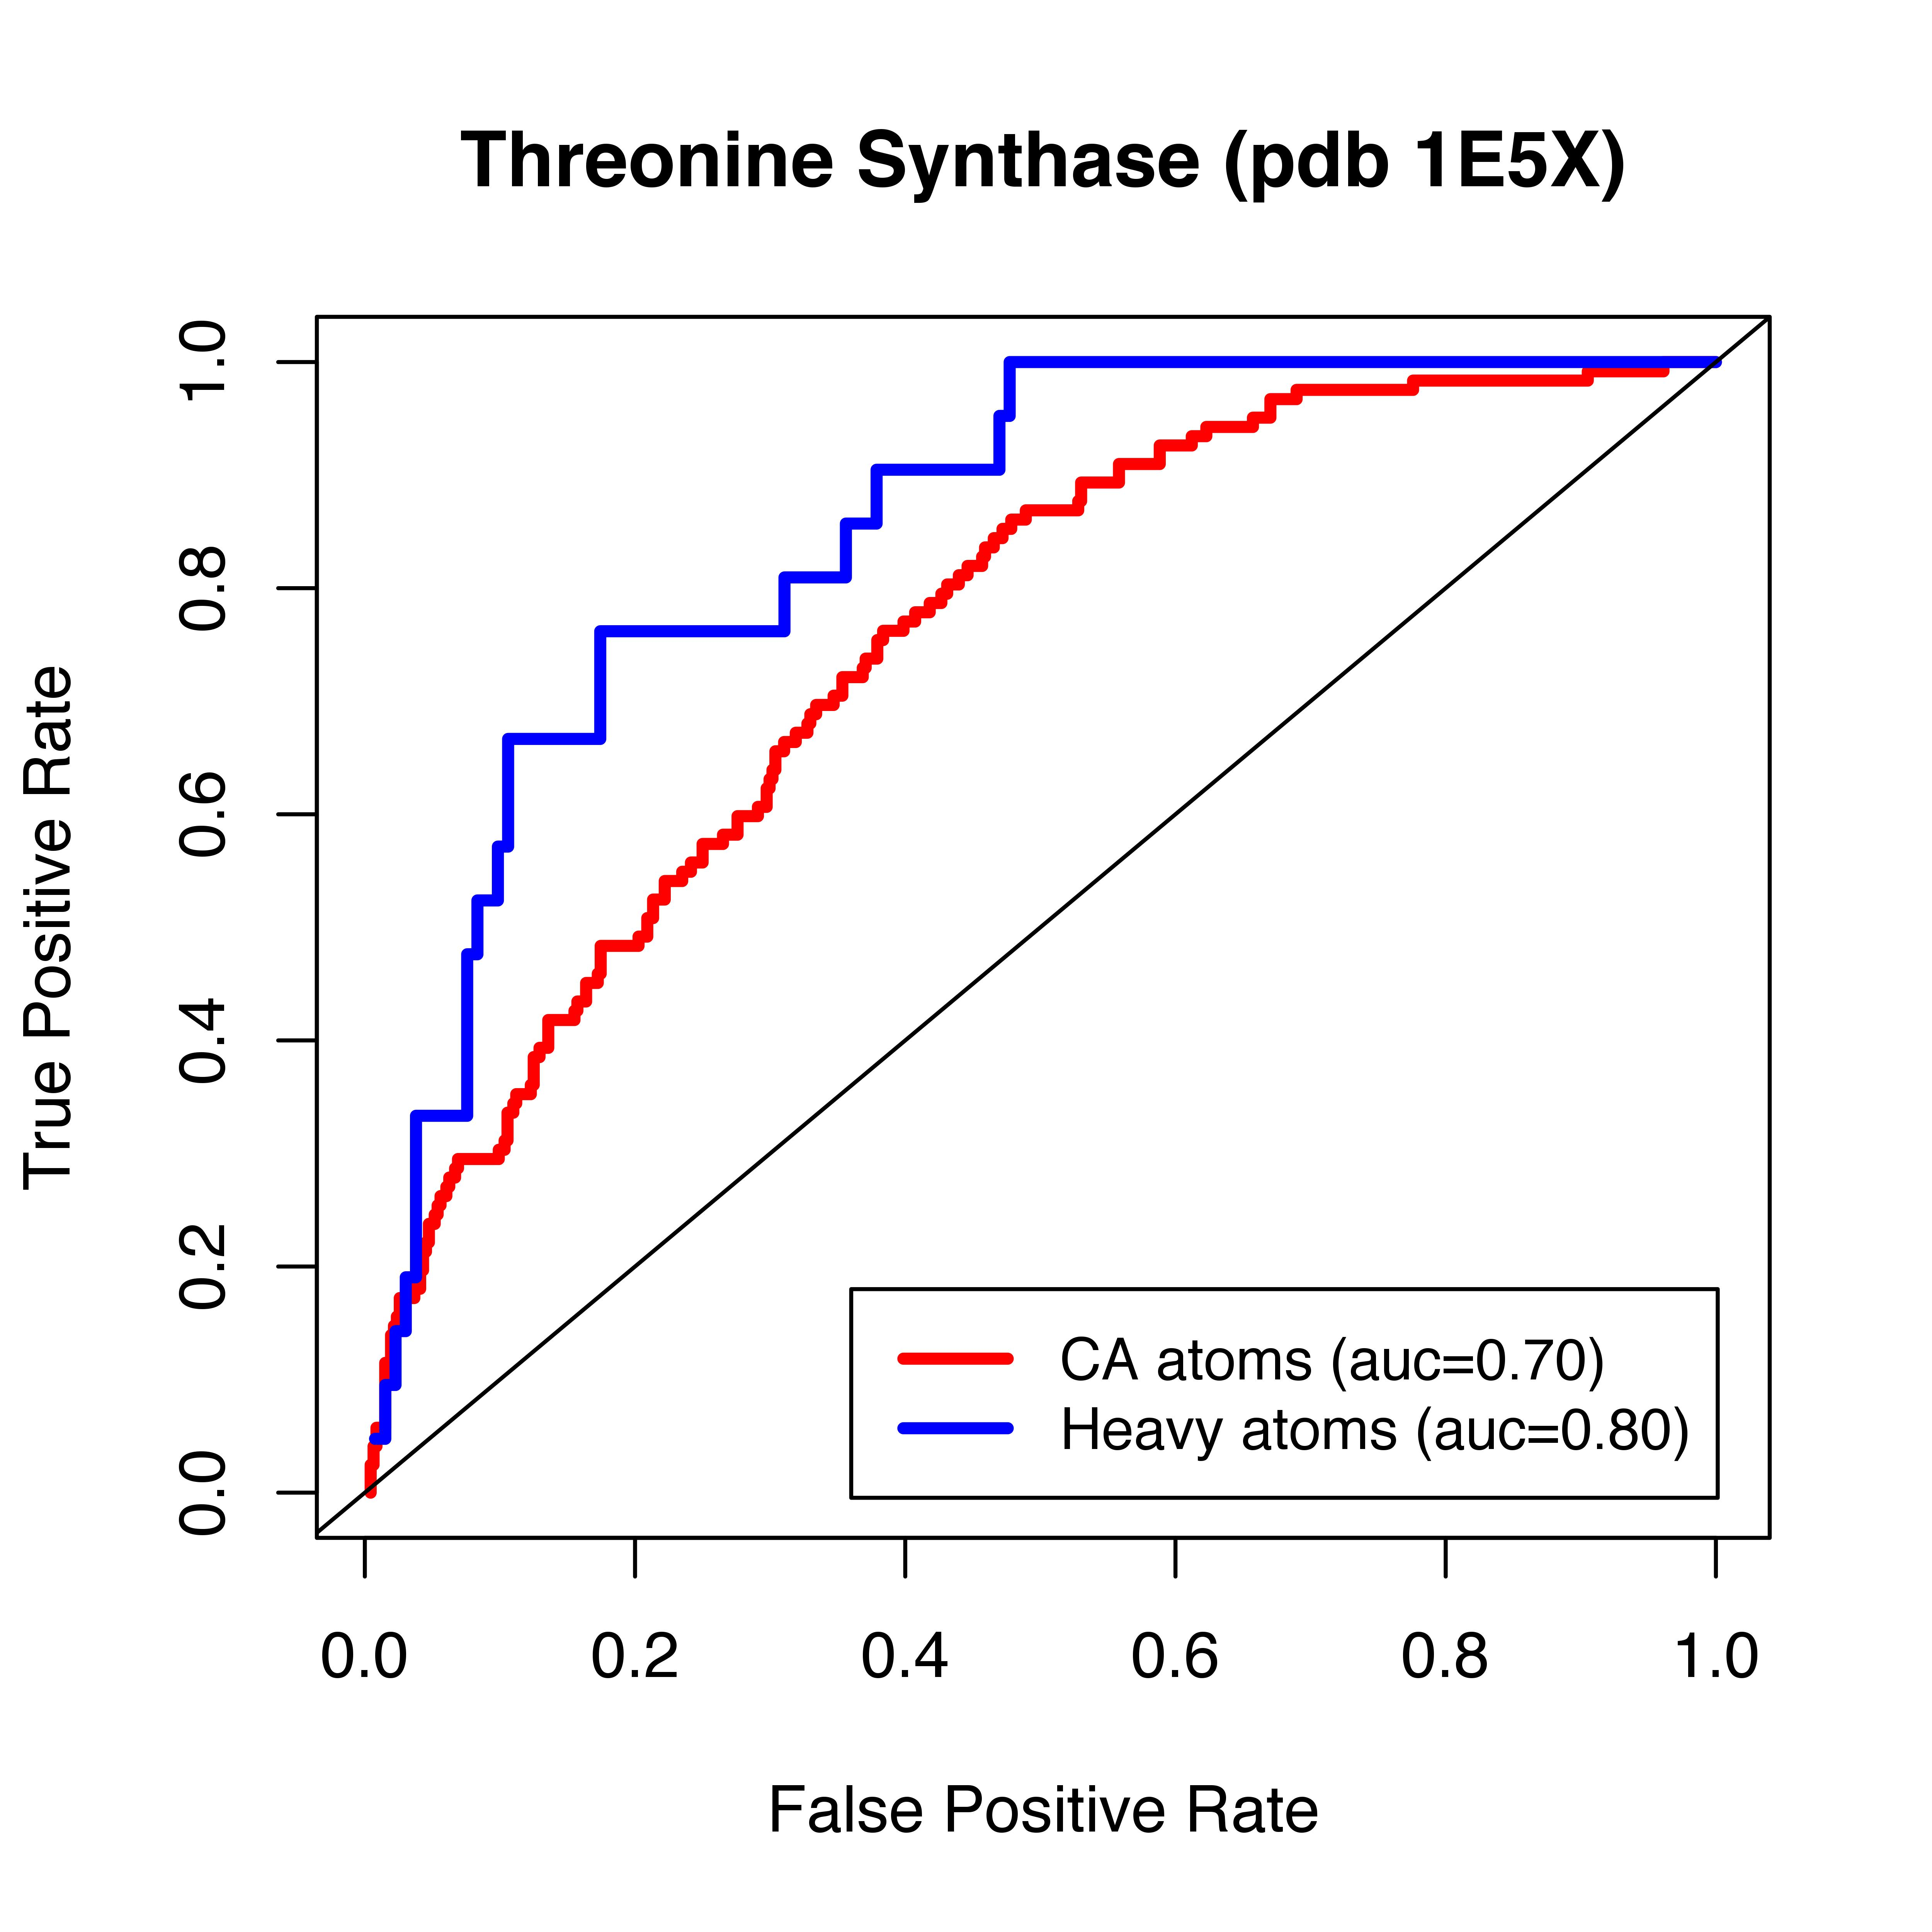 Threonine Synthase (pdb 1E5X)
True Positive Rate
1.0
0.8
0.6
0.4
0.2
0.0
CA atoms (auc=0.70)
Heavy atoms (auc=0.80)
0.0 0.2 0.4 0.6 0.8 1.0
False Positive Rate